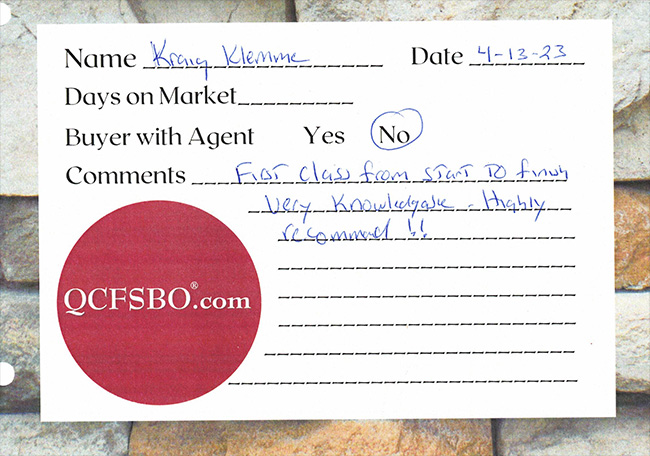 Name Kraig Klemme Date 4-13-23
Days on Market
Buyer with Agent Yes No
Comments First Class from start to finish
Very Knowledgable - Highly
recommend !!
QCFSBO®.com